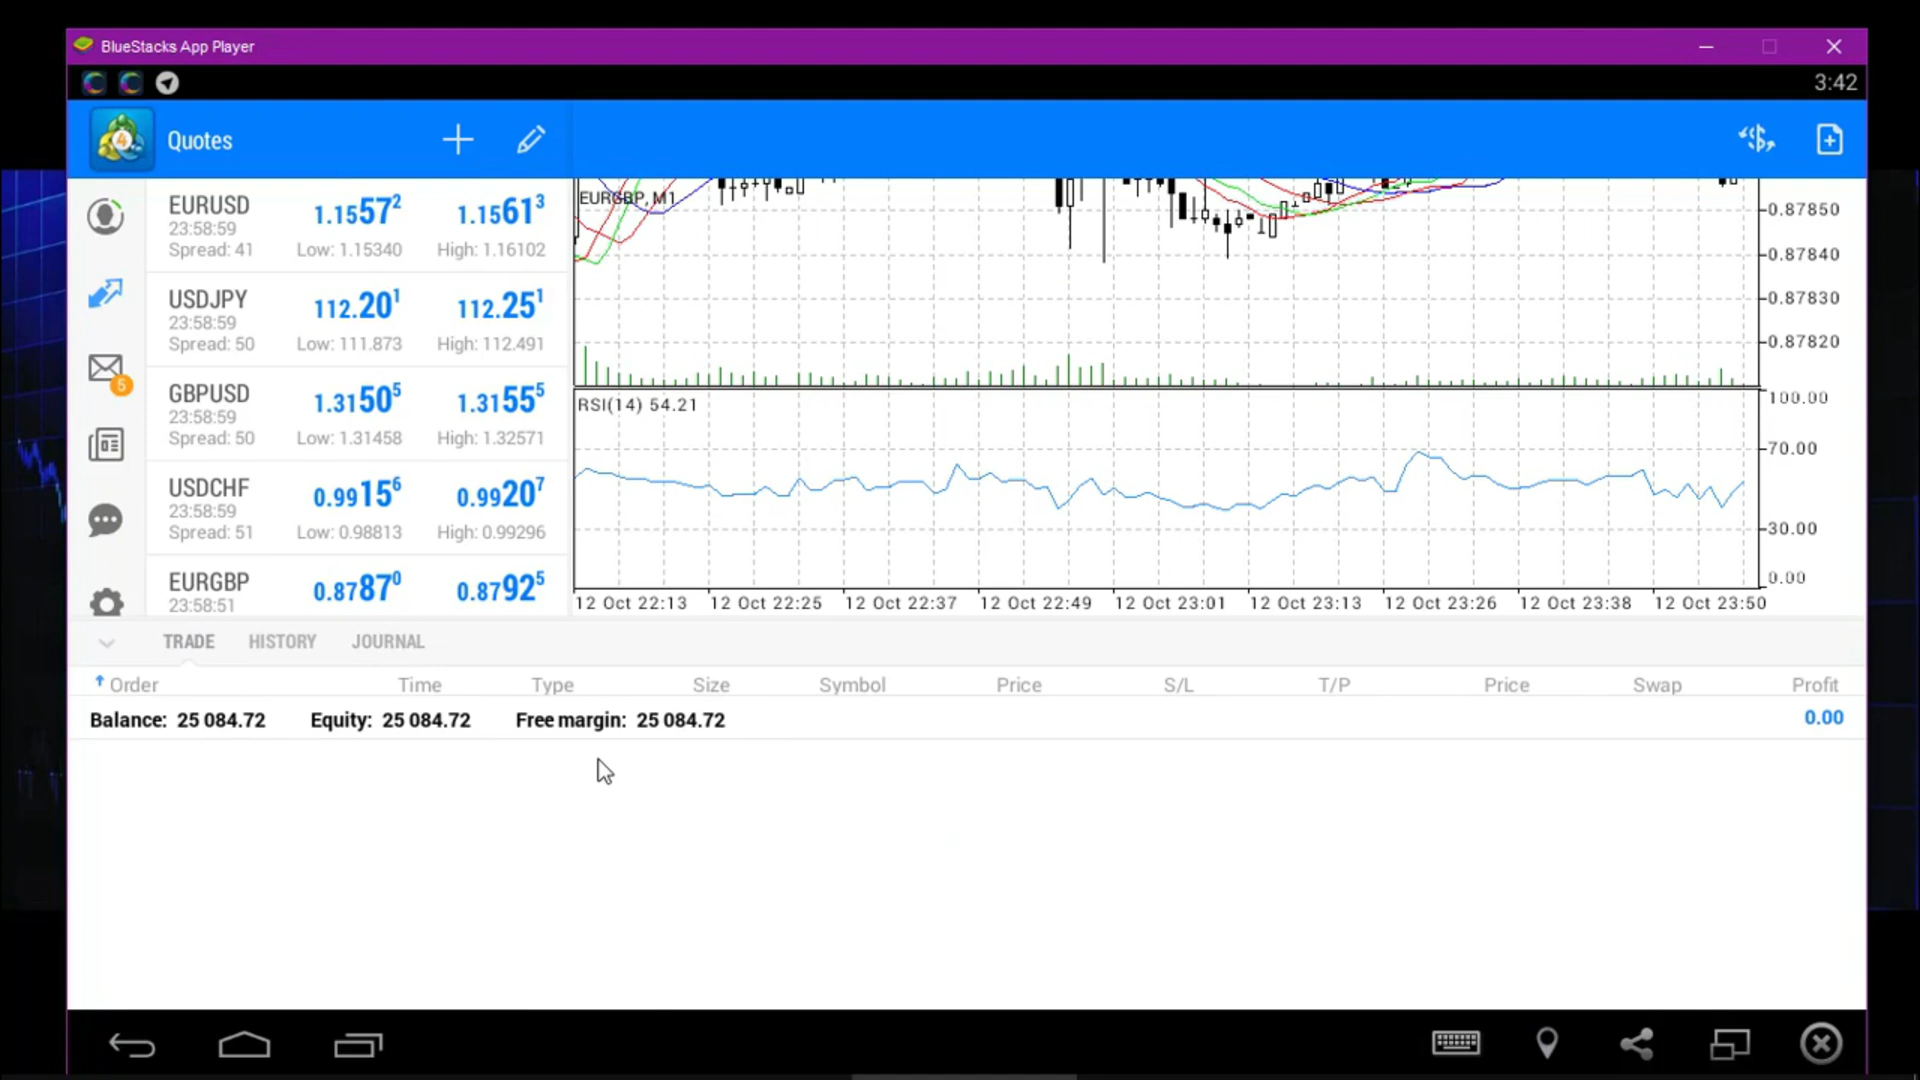 BlueStacks App Player
3:42
4 Quotes
EURUSD 1.15572 1.15613
23:58:59
Spread: 41 Low: 1.15340 High: 1.16102
USDJPY 112.201 112.251
23:58:59
Spread: 50 Low: 111.873 High: 112.491
5
GBPUSD 1.31505 1.31555
23:58:59
Spread: 50 Low: 1.31458 High: 1.32571
USDCHF 0.99156 0.99207
23:58:59
Spread: 51 Low: 0.98813 High: 0.99296
EURGBP 0.87870 0.87925
23:58:51
EURGBP, M1
0.87850
0.87840
0.87830
0.87820
RSI(14) 54.21
100.00
70.00
30.00
0.00
12 Oct 22:13 12 Oct 22:25 12 Oct 22:37 12 Oct 22:49 12 Oct 23:01 12 Oct 23:13 12 Oct 23:26 12 Oct 23:38 12 Oct 23:50
TRADE HISTORY JOURNAL
Order Time Type Size Symbol Price S/L T/P Price Swap Profit
Balance: 25 084.72 Equity: 25 084.72 Free margin: 25 084.72 0.00